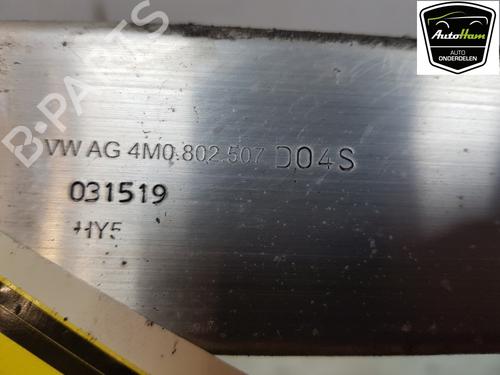 AutoHam
AUTO
ONDERDELEN
B-PARTS
VW AG 4M0.802.507 D04S
031519
HY5